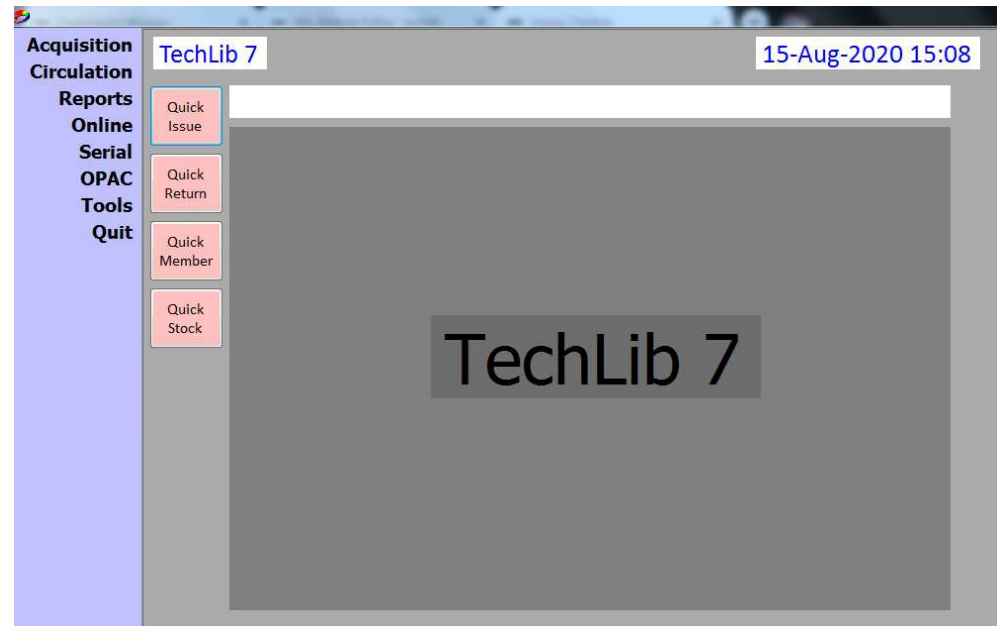 Acquisition
Circulation
Reports
Online
Serial
OPAC
Tools
Quit
TechLib 7
15-Aug-2020 15:08
Quick
Issue
Quick
Return
Quick
Member
Quick
Stock
TechLib 7